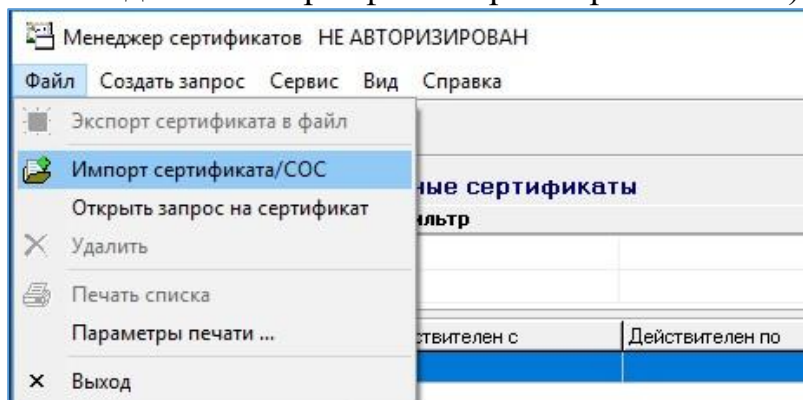 Менеджер сертификатов НЕ АВТОРИЗИРОВАН
Файл Создать запрос Сервис Вид Справка
Экспорт сертификата в файл
Импорт сертификата/СОС
ные сертификаты
Открыть запрос на сертификат
льтр
Удалить
Печать списка
Параметры печати ...
ствителен с Действителен по
Выход